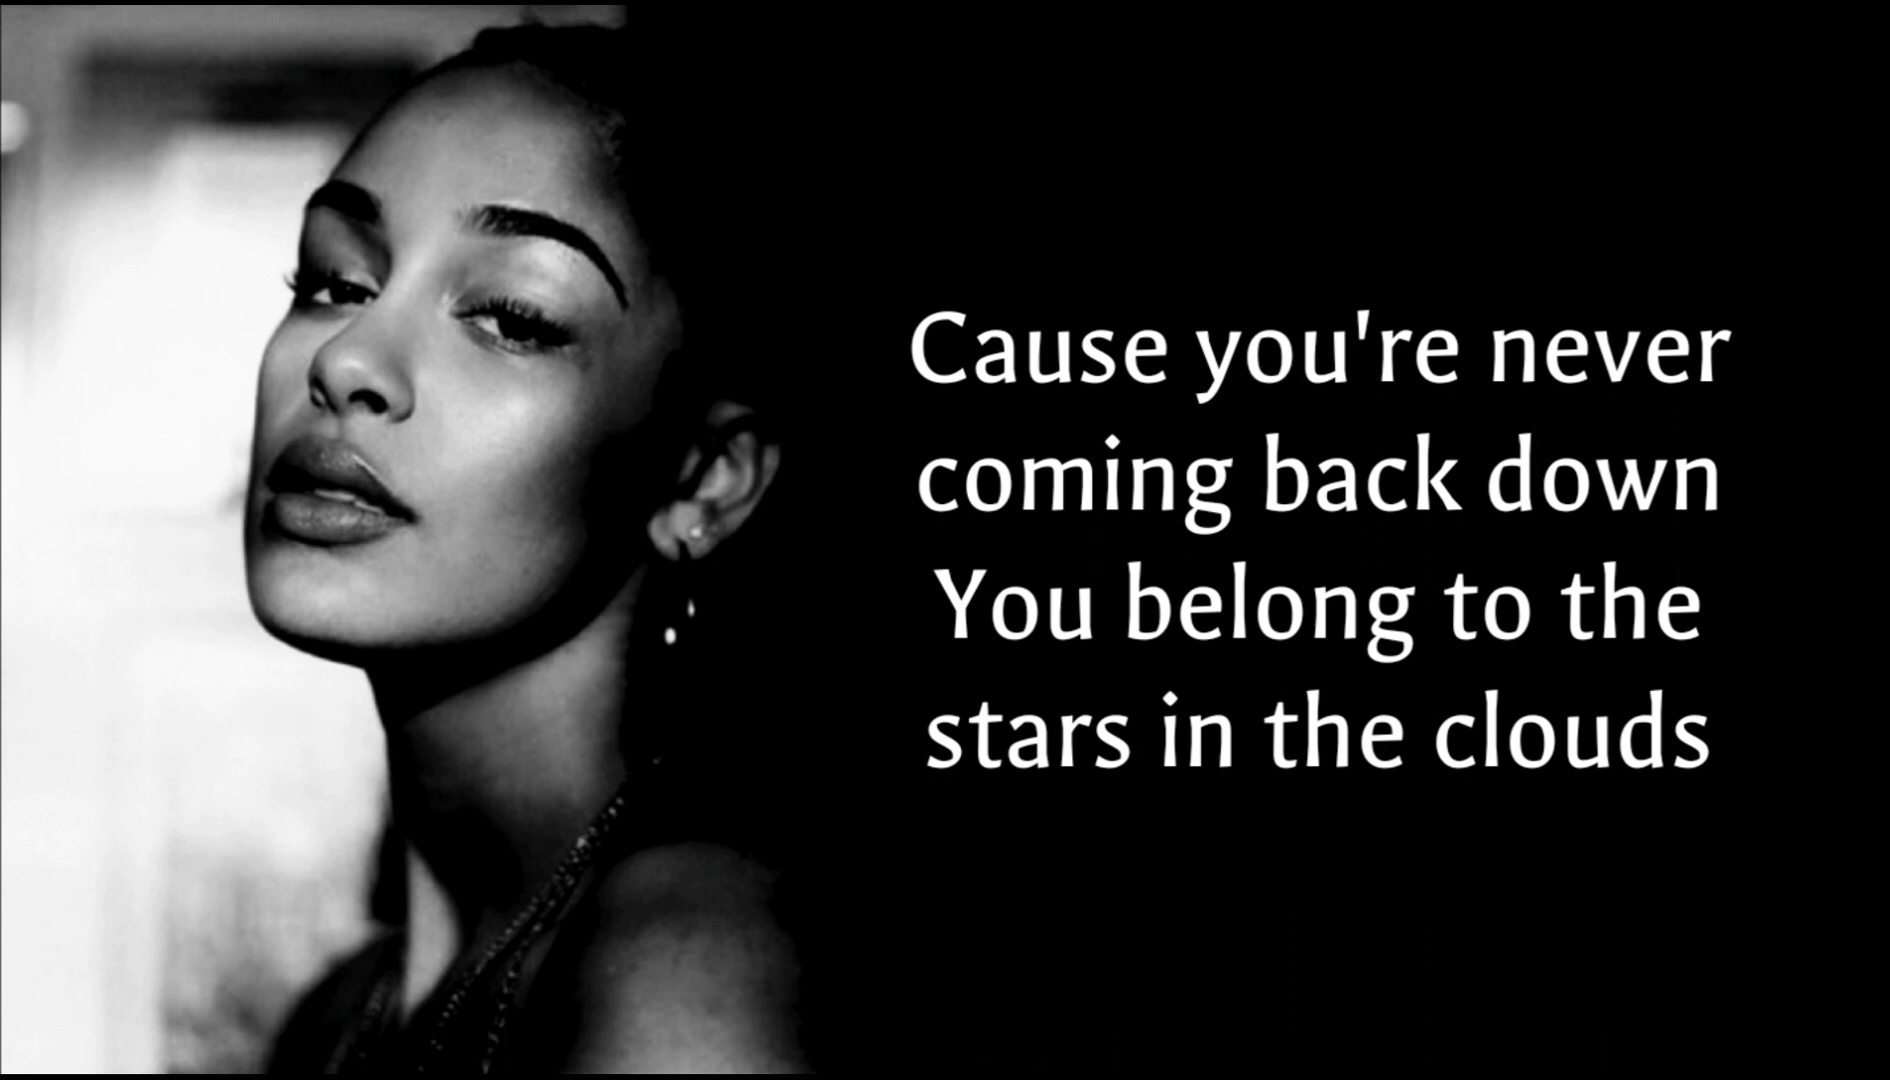 Cause you're never
coming back down
You belong to the
stars in the clouds